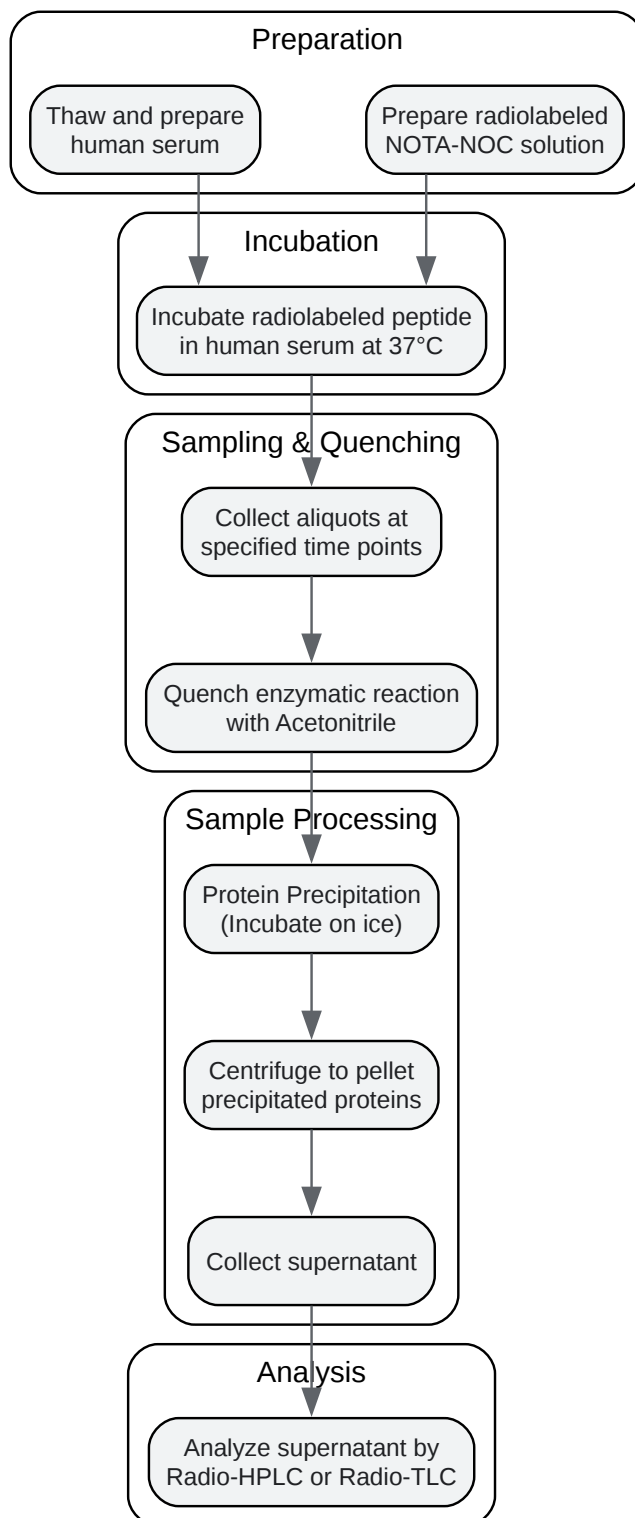 Preparation
Thaw and prepare
human serum
Prepare radiolabeled
NOTA-NOC solution
Incubation
Incubate radiolabeled peptide
in human serum at 37°C
Sampling & Quenching
Collect aliquots at
specified time points
Quench enzymatic reaction
with Acetonitrile
Sample Processing
Protein Precipitation
(Incubate on ice)
Centrifuge to pellet
precipitated proteins
Collect supernatant
Analysis
Analyze supernatant by
Radio-HPLC or Radio-TLC